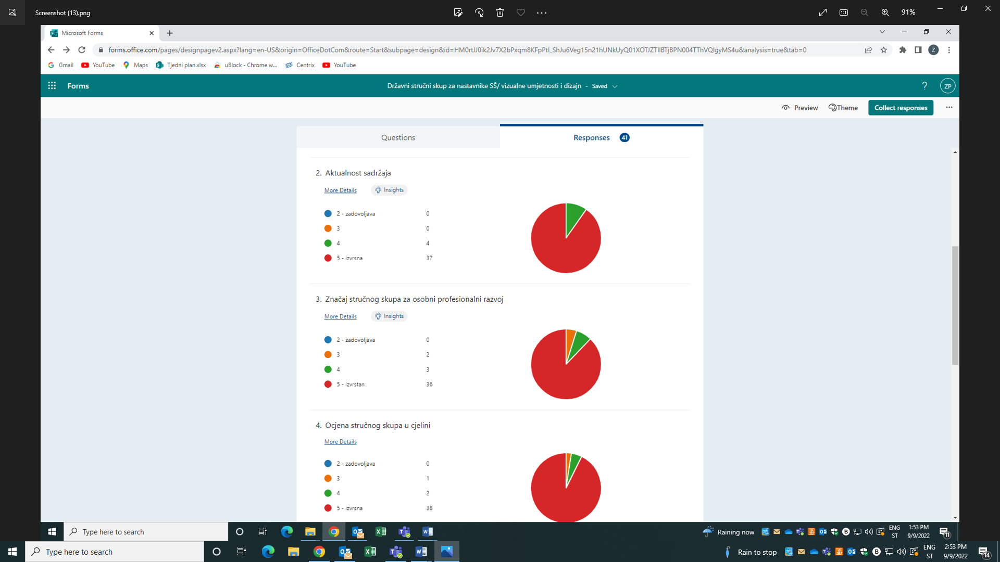 Screenshot (13).png
91%
Microsoft Forms
forms.office.com/pages/designpagev2.aspx?lang=en-US&origin=OfficeDotCom&route=Start&subpage=design&id=HM0rtJJ0ik2Jv7X2bPxqm8KFpPtI_ShJu6Veg15n21hUNkUyQ01XOTJZTllBTjBPN004TThVQlgyMS4u&analysis=true&tab=0
Gmail YouTube Maps Tjedni plan.xlsx uBlock - Chrome w... Centrix YouTube
Forms
Državni stručni skup za nastavnike SŠ/ vizualne umjetnosti i dizajn - Saved
? ZP
Preview Theme Collect responses
Questions
Responses 41
2. Aktualnost sadržaja
More Details Insights
2 - zadovoljava 0
3 0
4 4
5 - izvrsna 37
3. Značaj stručnog skupa za osobni profesionalni razvoj
More Details Insights
2 - zadovoljava 0
3 2
4 3
5 - izvrstan 36
4. Ocjena stručnog skupa u cjelini
More Details
2 - zadovoljava 0
3 1
4 2
5 - izvrsna 38
Type here to search
Raining now
ENG
ST
1:53 PM
9/9/2022
11
Type here to search
Rain to stop
ENG
ST
2:53 PM
9/9/2022
14